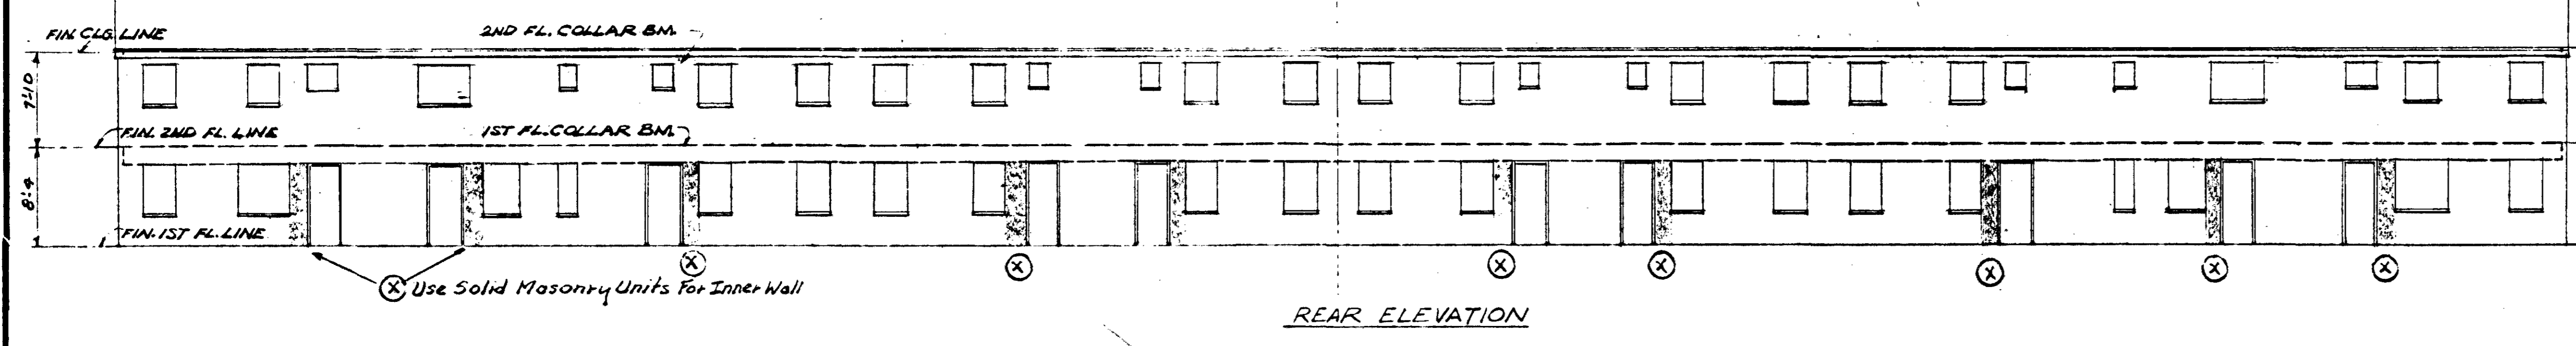 FIN. CLG. LINE
2ND FL. COLLAR BM.
7'-10
FIN. 2ND FL. LINE
1ST FL. COLLAR BM.
8'-4
FIN. 1ST FL. LINE
X Use Solid Masonry Units For Inner Wall
X
X
X
X
X
X
X
REAR ELEVATION